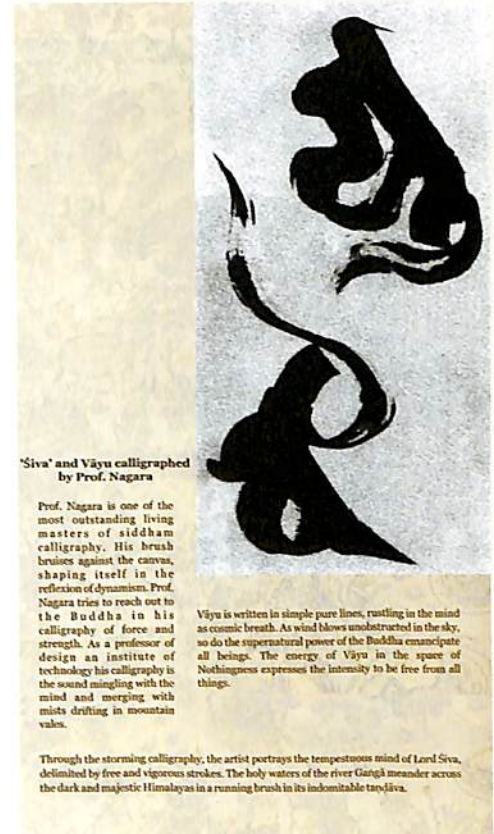 'Śiva' and Vāyu calligraphed
by Prof. Nagara
Prof. Nagara is one of the
most outstanding living
masters of siddham
calligraphy. His brush
bruises against the canvas,
shaping itself in the
reflexion of dynamism. Prof.
Nagara tries to reach out to
the Buddha in his
calligraphy of force and
strength. As a professor of
design an institute of
technology his calligraphy is
the sound mingling with the
mind and merging with
mists drifting in mountain
vales.
Vāyu is written in simple pure lines, rustling in the mind
as cosmic breath. As wind blows unobstructed in the sky,
so do the supernatural power of the Buddha emancipate
all beings. The energy of Vāyu in the space of
Nothingness expresses the intensity to be free from all
things.
Through the storming calligraphy, the artist portrays the tempestuous mind of Lord Śiva,
delimited by free and vigorous strokes. The holy waters of the river Gangā meander across
the dark and majestic Himalayas in a running brush in its indomitable taṇḍāva.